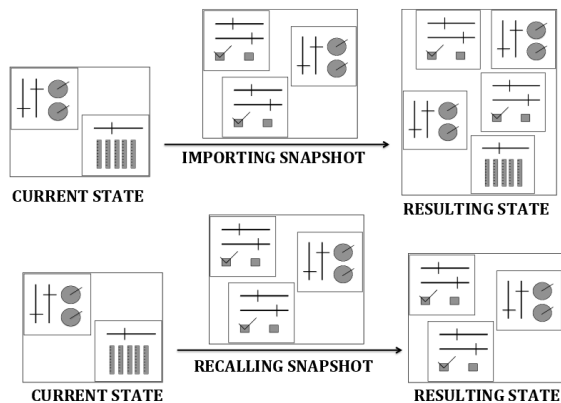 IMPORTING SNAPSHOT
CURRENT STATE
RESULTING STATE
RECALLING SNAPSHOT
CURRENT STATE
RESULTING STATE